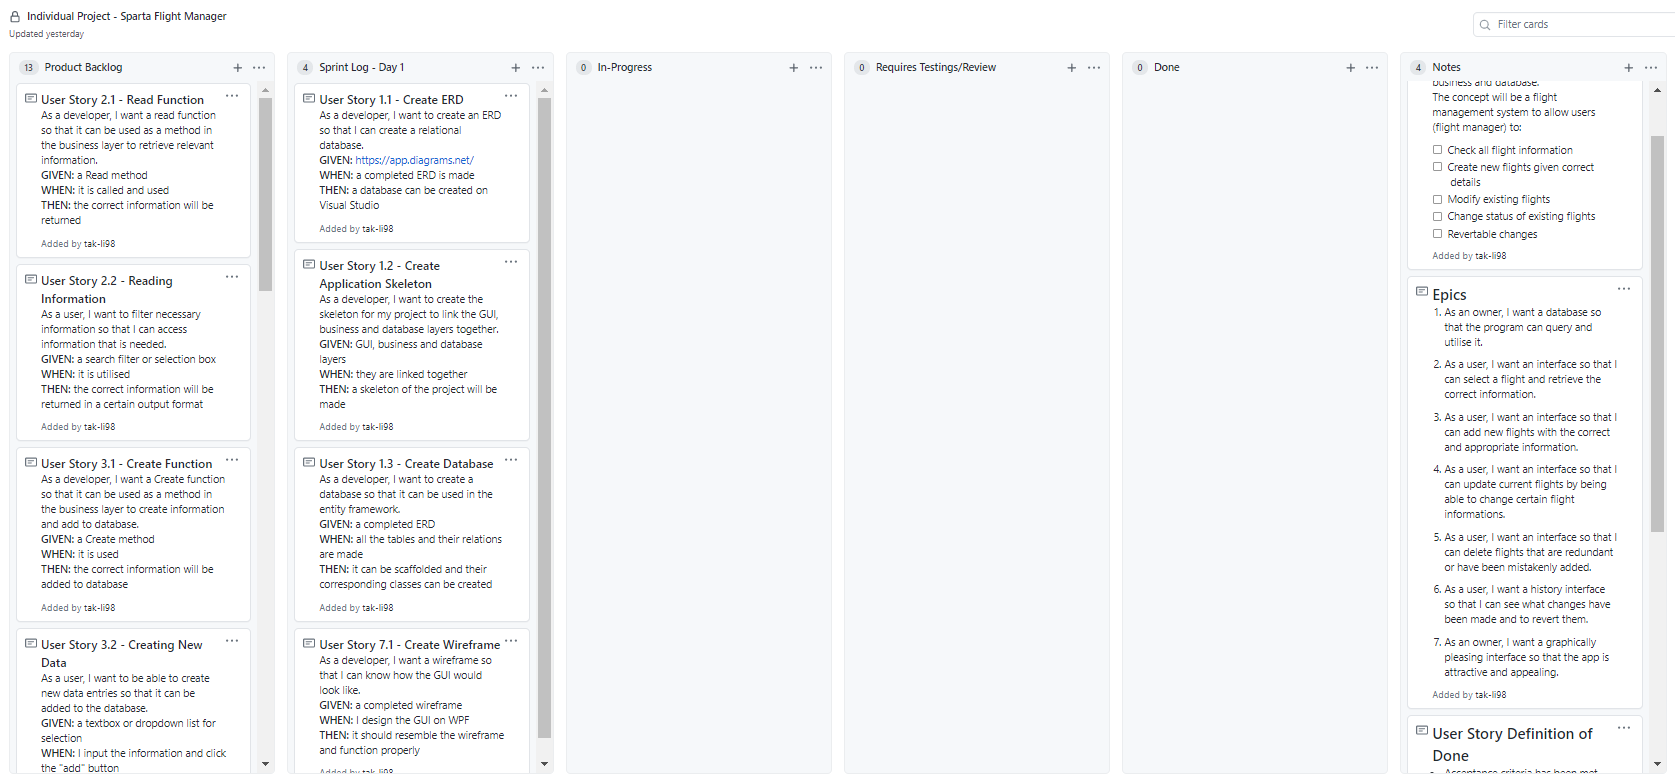 Individual Project - Sparta Flight Manager
Updated yesterday
Filter cards
13 Product Backlog
User Story 2.1 - Read Function
As a developer, I want a read function
so that it can be used as a method in
the business layer to retrieve relevant
information.
GIVEN: a Read method
WHEN: it is called and used
THEN: the correct information will be
returned
Added by tak-li98
User Story 2.2 - Reading
Information
As a user, I want to filter necessary
information so that I can access
information that is needed.
GIVEN: a search filter or selection box
WHEN: it is utilised
THEN: the correct information will be
returned in a certain output format
Added by tak-li98
User Story 3.1 - Create Function
As a developer, I want a Create function
so that it can be used as a method in
the business layer to create information
and add to database.
GIVEN: a Create method
WHEN: it is used
THEN: the correct information will be
added to database
Added by tak-li98
User Story 3.2 - Creating New
Data
As a user, I want to be able to create
new data entries so that it can be
added to the database.
GIVEN: a textbox or dropdown list for
selection
WHEN: I input the information and click
the "add" button
4 Sprint Log - Day 1
User Story 1.1 - Create ERD
As a developer, I want to create an ERD
so that I can create a relational
database.
GIVEN: https://app.diagrams.net/
WHEN: a completed ERD is made
THEN: a database can be created on
Visual Studio
Added by tak-li98
User Story 1.2 - Create
Application Skeleton
As a developer, I want to create the
skeleton for my project to link the GUI,
business and database layers together.
GIVEN: GUI, business and database
layers
WHEN: they are linked together
THEN: a skeleton of the project will be
made
Added by tak-li98
User Story 1.3 - Create Database
As a developer, I want to create a
database so that it can be used in the
entity framework.
GIVEN: a completed ERD
WHEN: all the tables and their relations
are made
THEN: it can be scaffolded and their
corresponding classes can be created
Added by tak-li98
User Story 7.1 - Create Wireframe
As a developer, I want a wireframe so
that I can know how the GUI would
look like.
GIVEN: a completed wireframe
WHEN: I design the GUI on WPF
THEN: it should resemble the wireframe
and function properly
Added by tak-li98
0 In-Progress
0 Requires Testings/Review
0 Done
4 Notes
business and database.
The concept will be a flight
management system to allow users
(flight manager) to:
Check all flight information
Create new flights given correct
details
Modify existing flights
Change status of existing flights
Revertable changes
Added by tak-li98
Epics
1. As an owner, I want a database so
that the program can query and
utilise it.
2. As a user, I want an interface so that I
can select a flight and retrieve the
correct information.
3. As a user, I want an interface so that I
can add new flights with the correct
and appropriate information.
4. As a user, I want an interface so that I
can update current flights by being
able to change certain flight
informations.
5. As a user, I want an interface so that I
can delete flights that are redundant
or have been mistakenly added.
6. As a user, I want a history interface
so that I can see what changes have
been made and to revert them.
7. As an owner, I want a graphically
pleasing interface so that the app is
attractive and appealing.
Added by tak-li98
User Story Definition of
Done
Acceptance criteria has been met